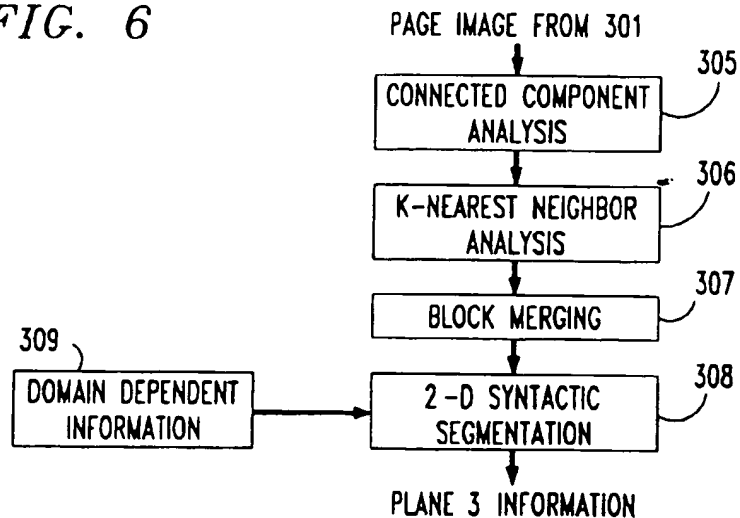 FIG. 6
PAGE IMAGE FROM 301
305
CONNECTED COMPONENT
ANALYSIS
306
K-NEAREST NEIGHBOR
ANALYSIS
307
BLOCK MERGING
309
308
DOMAIN DEPENDENT
INFORMATION
2-D SYNTACTIC
SEGMENTATION
PLANE 3 INFORMATION